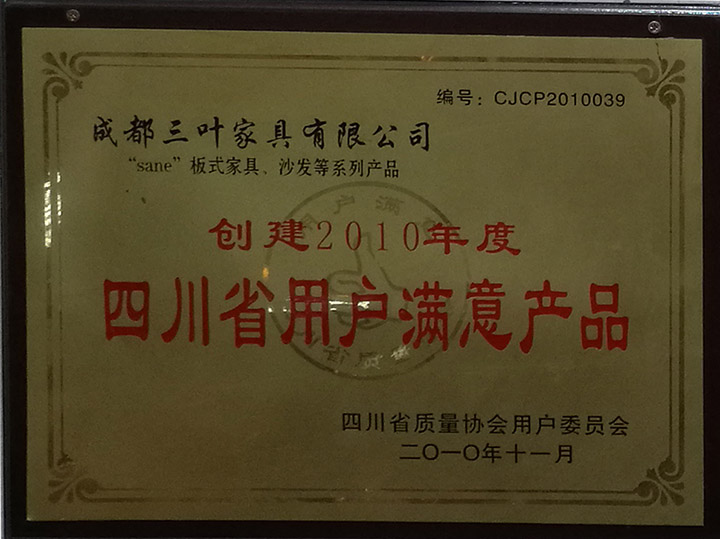 编号：CJCP2010039
成都三叶家具有限公司
“sane”板式家具、沙发等系列产品
创建2010年度
四川省用户满意产品
四川省质量协会用户委员会
二〇一〇年十一月